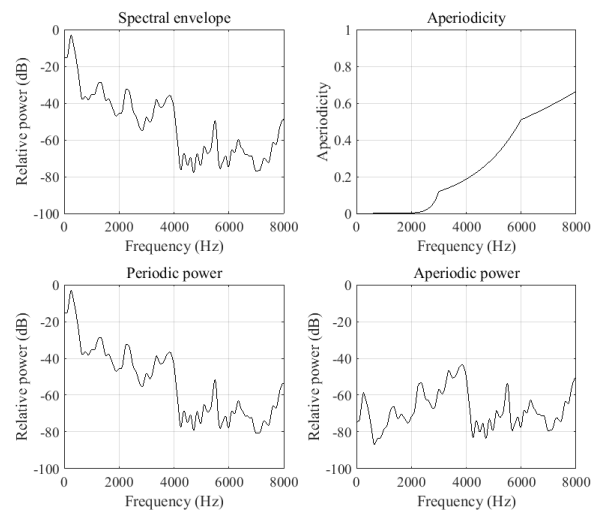 Spectral envelope
0
-20
-40
-60
-80
-100
Relative power (dB)
0 2000 4000 6000 8000
Frequency (Hz)
Aperiodicity
1
0.8
0.6
0.4
0.2
0
Aperiodicity
0 2000 4000 6000 8000
Frequency (Hz)
Periodic power
0
-20
-40
-60
-80
-100
Relative power (dB)
0 2000 4000 6000 8000
Frequency (Hz)
Aperiodic power
0
-20
-40
-60
-80
-100
Relative power (dB)
0 2000 4000 6000 8000
Frequency (Hz)